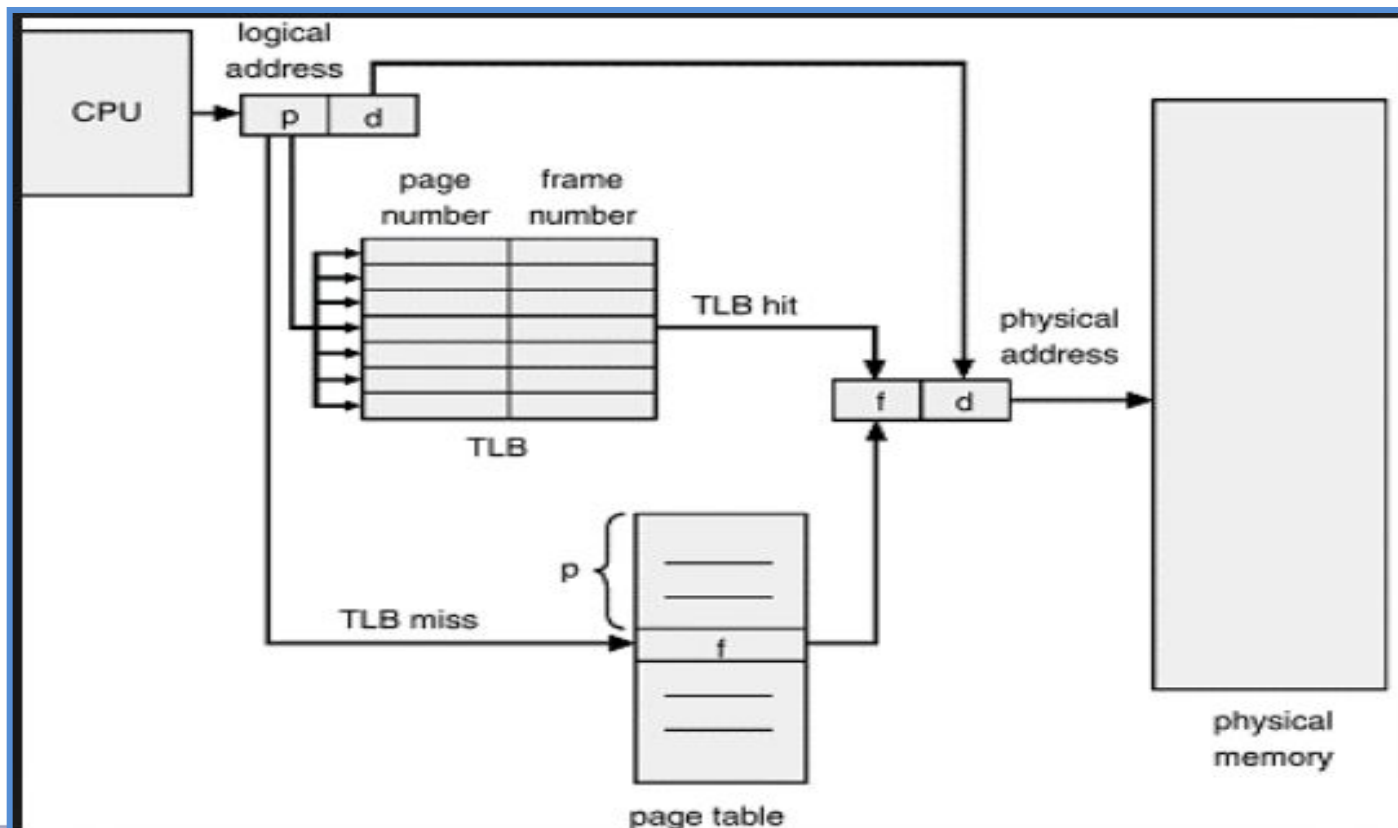 logical
address
CPU
p
d
page
number
frame
number
TLB hit
physical
address
f
d
TLB
p
TLB miss
f
physical
memory
page table